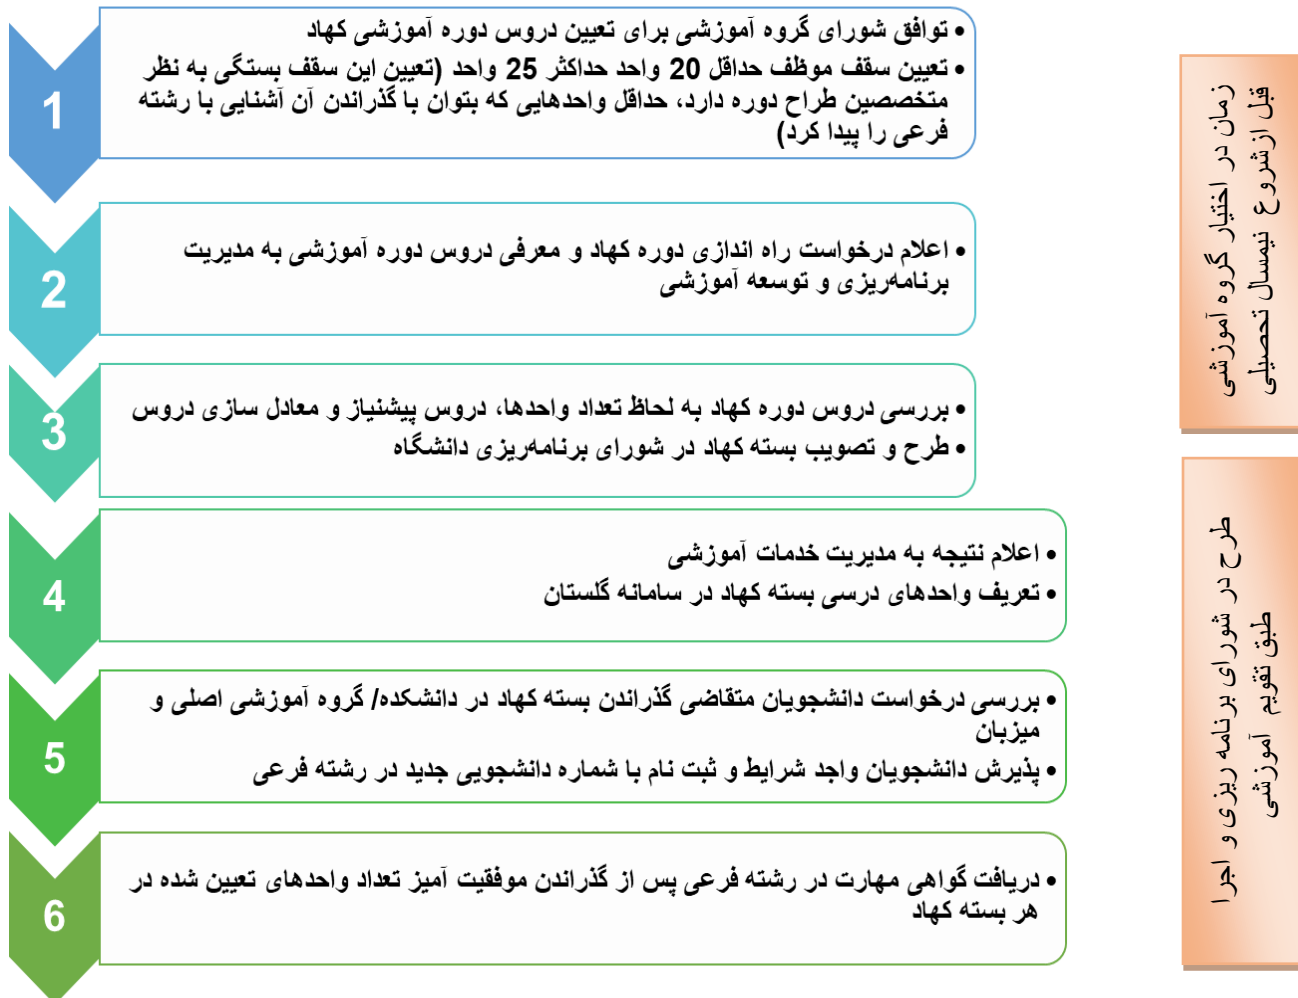 1
• توافق شورای گروه آموزشی برای تعیین دروس دوره آموزشی کهاد
• تعیین سقف موظف حداقل 20 واحد حداکثر 25 واحد (تعیین این سقف بستگی به نظر
متخصصین طراح دوره دارد، حداقل واحدهایی که بتوان با گذراندن آن آشنایی با رشته
فرعی را پیدا کرد)
2
• اعلام درخواست راه اندازی دوره کهاد و معرفی دروس دوره آموزشی به مدیریت
برنامه‌ریزی و توسعه آموزشی
3
• بررسی دروس دوره کهاد به لحاظ تعداد واحدها، دروس پیشنیاز و معادل سازی دروس
• طرح و تصویب بسته کهاد در شورای برنامه‌ریزی دانشگاه
4
• اعلام نتیجه به مدیریت خدمات آموزشی
• تعریف واحدهای درسی بسته کهاد در سامانه گلستان
5
• بررسی درخواست دانشجویان متقاضی گذراندن بسته کهاد در دانشکده/ گروه آموزشی اصلی و
میزبان
• پذیرش دانشجویان واجد شرایط و ثبت نام با شماره دانشجویی جدید در رشته فرعی
6
• دریافت گواهی مهارت در رشته فرعی پس از گذراندن موفقیت آمیز تعداد واحدهای تعیین شده در
هر بسته کهاد
زمان در اختیار گروه آموزشی
قبل ازشروع نیمسال تحصیلی
طرح در شورای برنامه ریزی و اجرا
طبق تقویم آموزشی